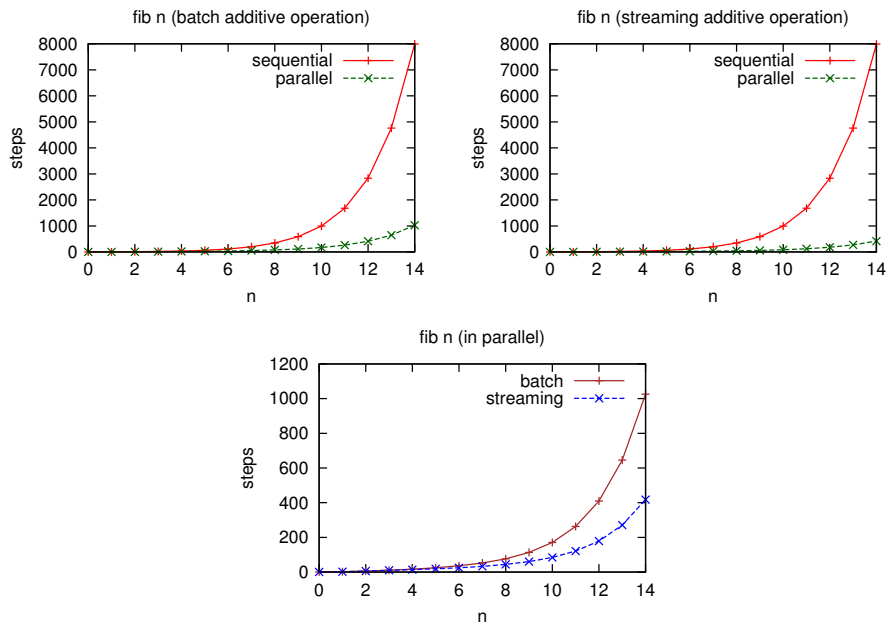 fib n (batch additive operation)
8000
7000
6000
5000
4000
3000
2000
1000
0
steps
sequential
parallel
0 2 4 6 8 10 12 14
n
fib n (streaming additive operation)
8000
7000
6000
5000
4000
3000
2000
1000
0
steps
sequential
parallel
0 2 4 6 8 10 12 14
n
fib n (in parallel)
1200
1000
800
600
400
200
0
steps
batch
streaming
0 2 4 6 8 10 12 14
n